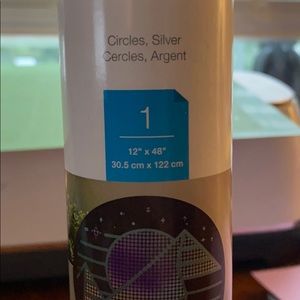 Circles, Silver
Cercles, Argent
1
12" x 48"
30.5 cm x 122 cm